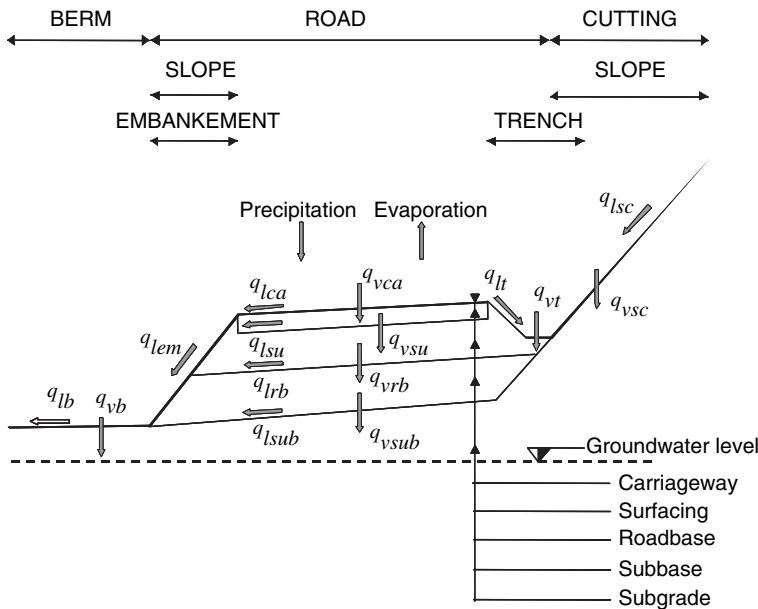 BERM ROAD CUTTING
SLOPE SLOPE
EMBANKEMENT TRENCH
q_lsc
Precipitation Evaporation
q_lca q_vca q_lt q_vt q_vsc
q_lem q_lsu q_vsu
q_lb q_vb q_lrb q_vrb
q_lsub q_vsub
Groundwater level
Carriageway
Surfacing
Roadbase
Subbase
Subgrade